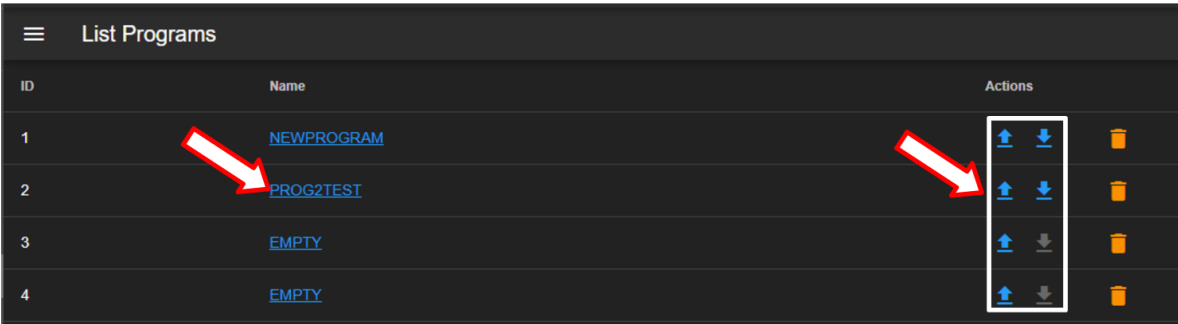 List Programs
ID Name Actions
1 NEWPROGRAM
2 PROG2TEST
3 EMPTY
4 EMPTY